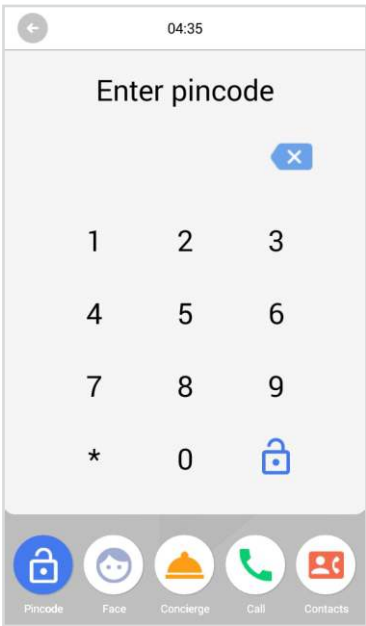 04:35
Enter pincode
1 2 3
4 5 6
7 8 9
* 0
Pincode Face Concierge Call Contacts